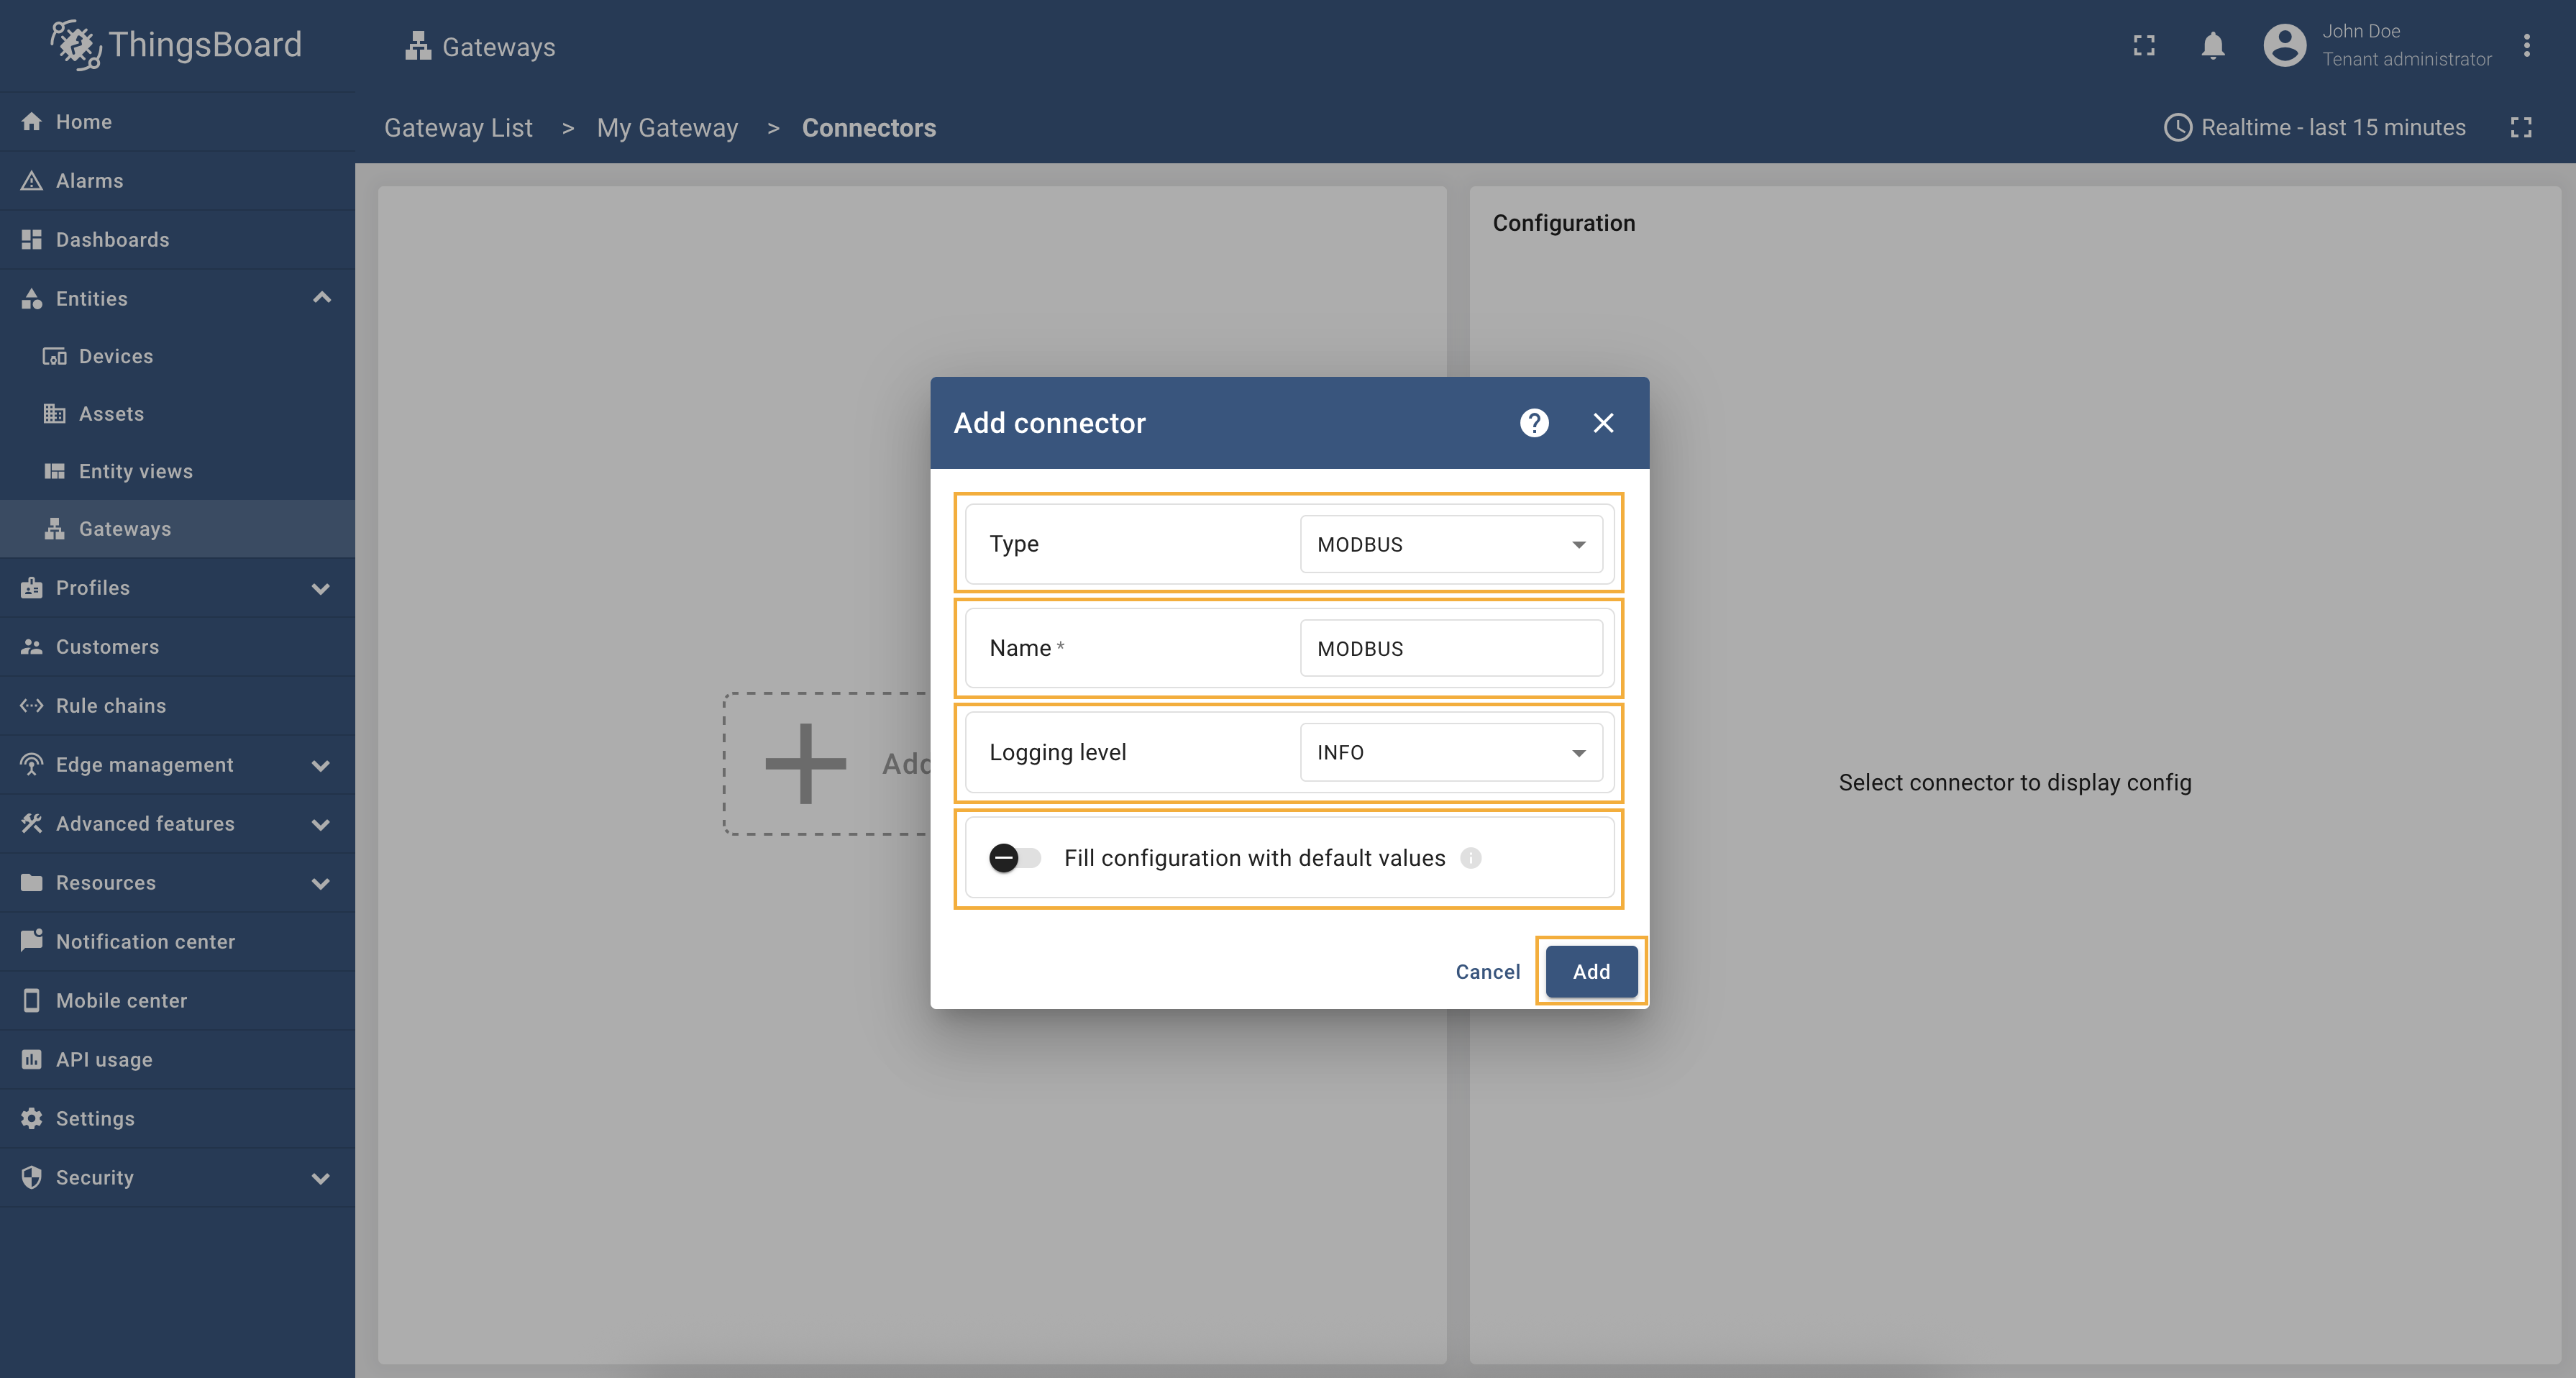 ThingsBoard
Gateways
John Doe
Tenant administrator
Gateway List > My Gateway > Connectors
Realtime - last 15 minutes
Home
Alarms
Dashboards
Entities
Devices
Assets
Entity views
Gateways
Profiles
Customers
Rule chains
Edge management
Advanced features
Resources
Notification center
Mobile center
API usage
Settings
Security
Add
Configuration
Select connector to display config
Add connector
Type
MODBUS
Name *
MODBUS
Logging level
INFO
Fill configuration with default values
Cancel
Add